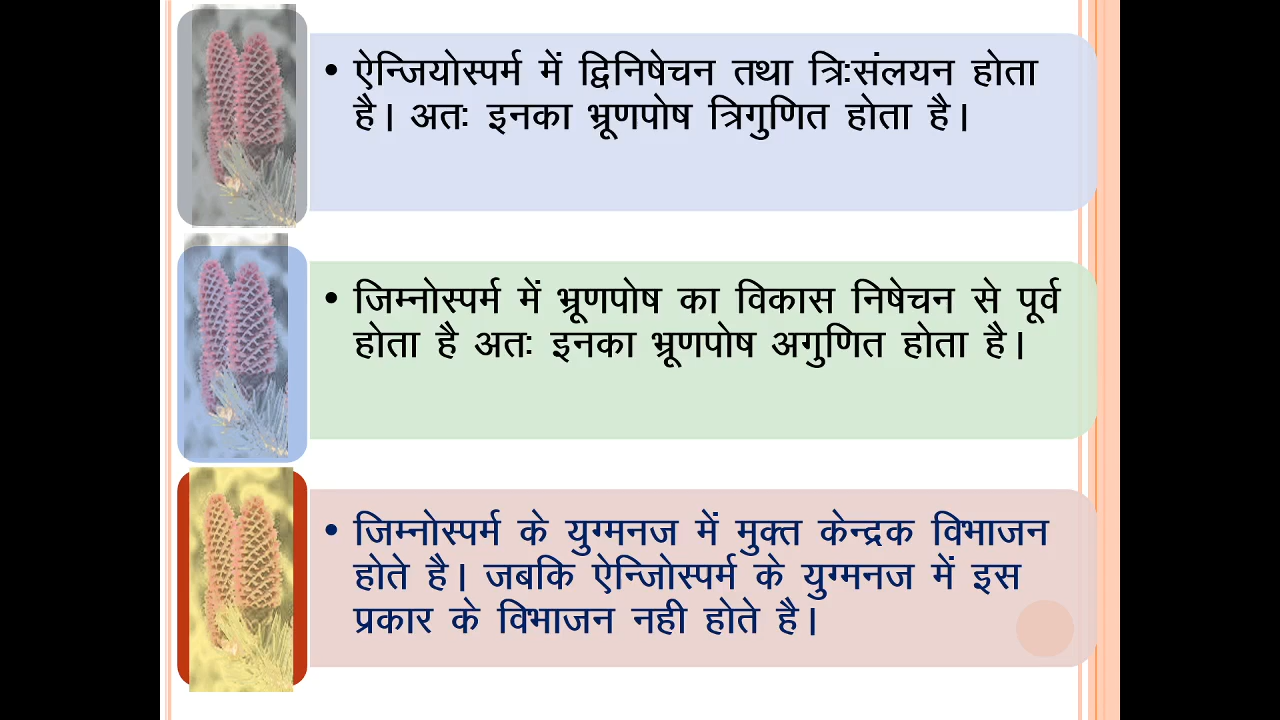 • ऐन्जियोस्पर्म में द्विनिषेचन तथा त्रिःसंलयन होता
है। अतः इनका भ्रूणपोष त्रिगुणित होता है।
• जिम्नोस्पर्म में भ्रूणपोष का विकास निषेचन से पूर्व
होता है अतः इनका भ्रूणपोष अगुणित होता है।
• जिम्नोस्पर्म के युग्मनज में मुक्त केन्द्रक विभाजन
होते है। जबकि ऐन्जिोस्पर्म के युग्मनज में इस
प्रकार के विभाजन नही होते है।